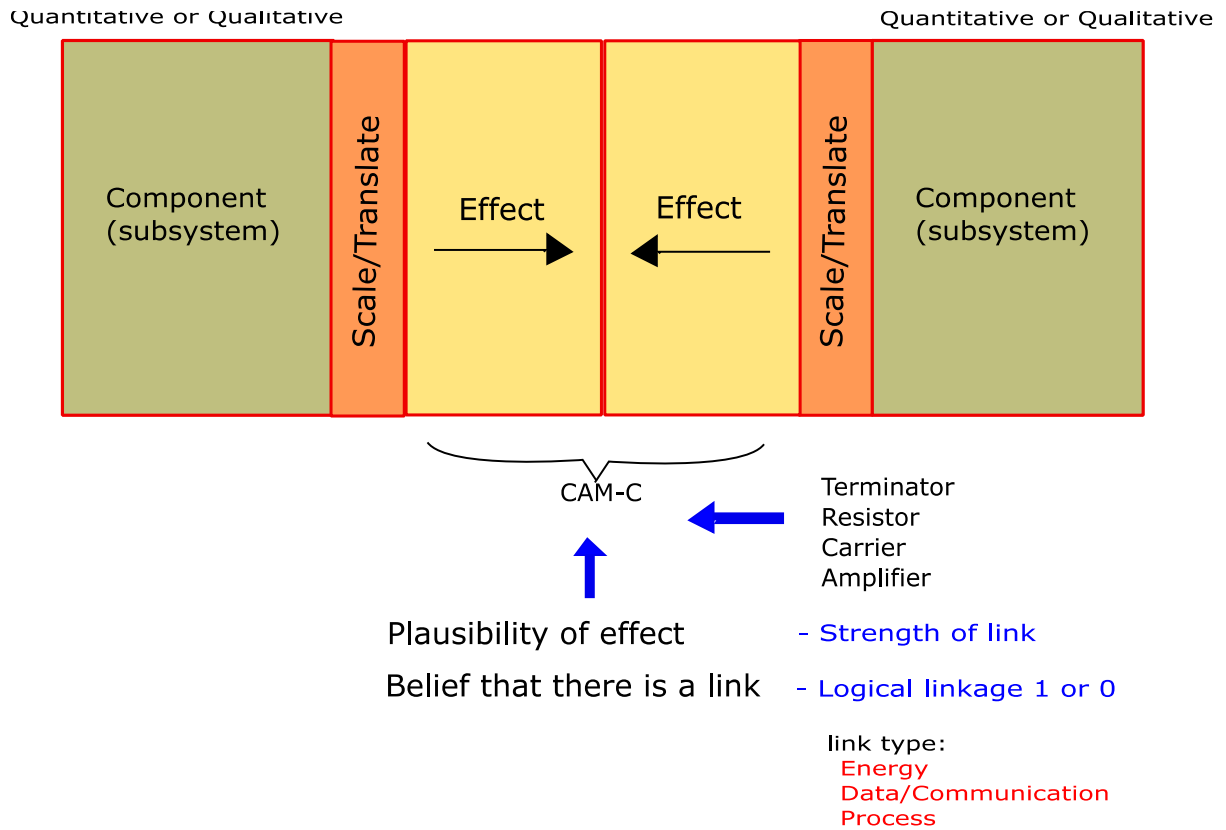 Quantitative or Qualitative
Quantitative or Qualitative
Component
(subsystem)
Scale/Translate
Effect
Effect
Scale/Translate
Component
(subsystem)
CAM-C
Terminator
Resistor
Carrier
Amplifier
Plausibility of effect
- Strength of link
Belief that there is a link
- Logical linkage 1 or 0
link type:
Energy
Data/Communication
Process